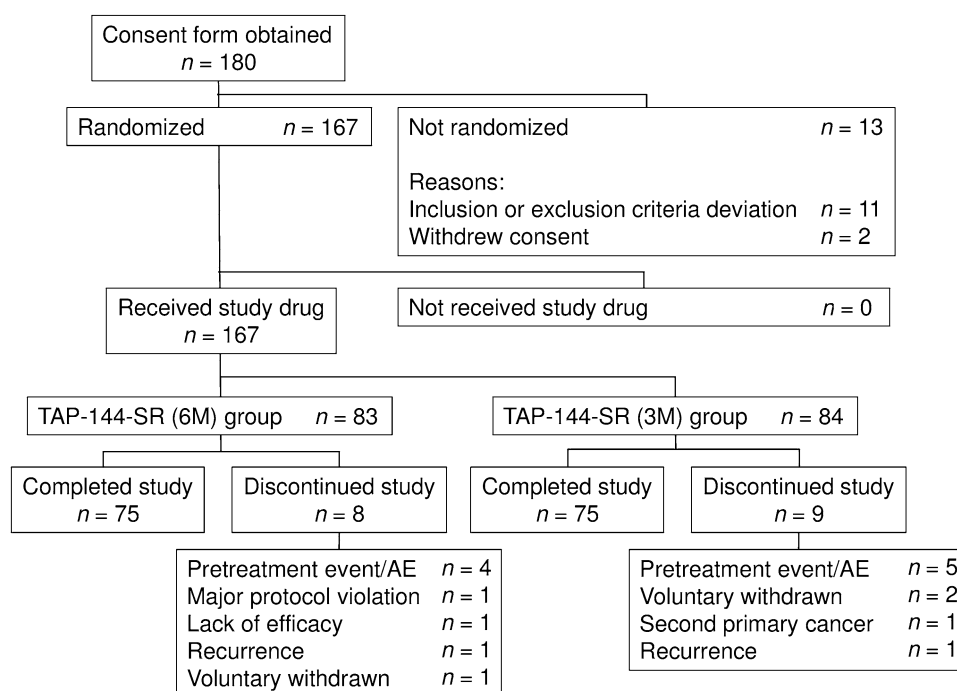 Consent form obtained
n = 180
Randomized n = 167
Not randomized n = 13
Reasons:
Inclusion or exclusion criteria deviation n = 11
Withdrew consent n = 2
Received study drug
n = 167
Not received study drug n = 0
TAP-144-SR (6M) group n = 83
TAP-144-SR (3M) group n = 84
Completed study
n = 75
Discontinued study
n = 8
Completed study
n = 75
Discontinued study
n = 9
Pretreatment event/AE n = 4
Major protocol violation n = 1
Lack of efficacy n = 1
Recurrence n = 1
Voluntary withdrawn n = 1
Pretreatment event/AE n = 5
Voluntary withdrawn n = 2
Second primary cancer n = 1
Recurrence n = 1